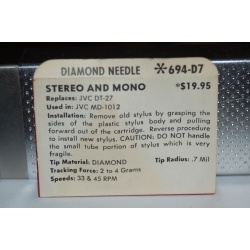 DIAMOND NEEDLE *694-D7
STEREO AND MONO *$19.95
Replaces: JVC DT-27
Used in: JVC MD-1012
Installation: Remove old stylus by grasping the
sides of the plastic stylus body and pulling
forward out of the cartridge. Reverse procedure
to install new stylus. CAUTION: DO NOT handle
the small tube portion of stylus which is very
fragile.
Tip Material: DIAMOND Tip Radius: .7 Mil
Tracking Force: 2 to 4 Grams
Speeds: 33 & 45 RPM